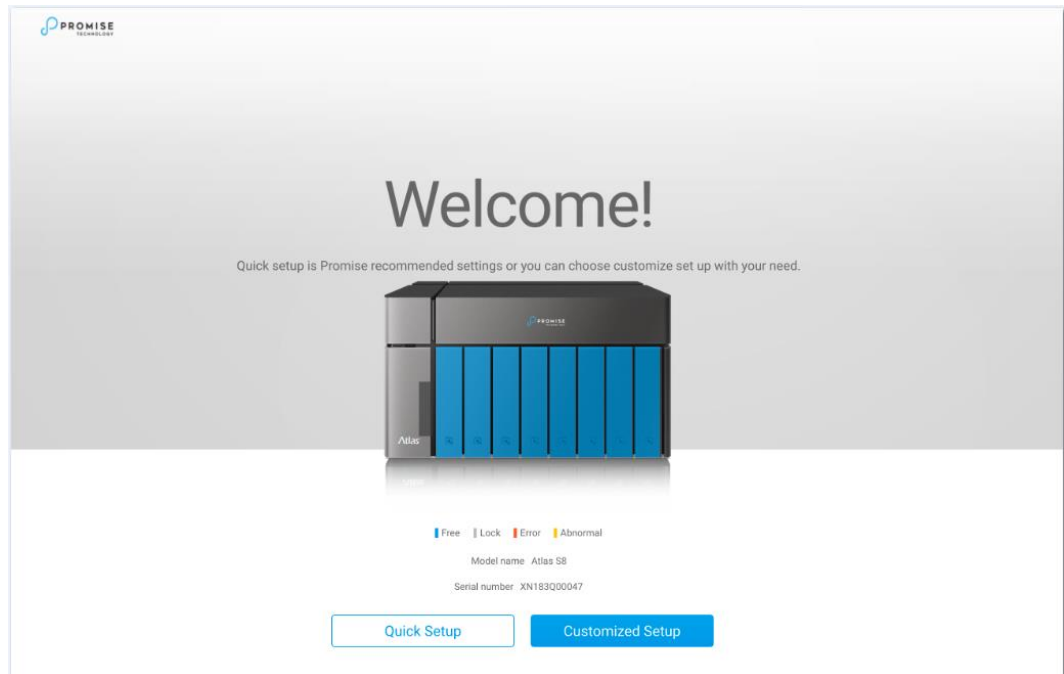 PROMISE
TECHNOLOGY
Welcome!
Quick setup is Promise recommended settings or you can choose customize set up with your need.
PROMISE
TECHNOLOGY
Atlas
Free Lock Error Abnormal
Model name Atlas S8
Serial number XN183Q00047
Quick Setup Customized Setup